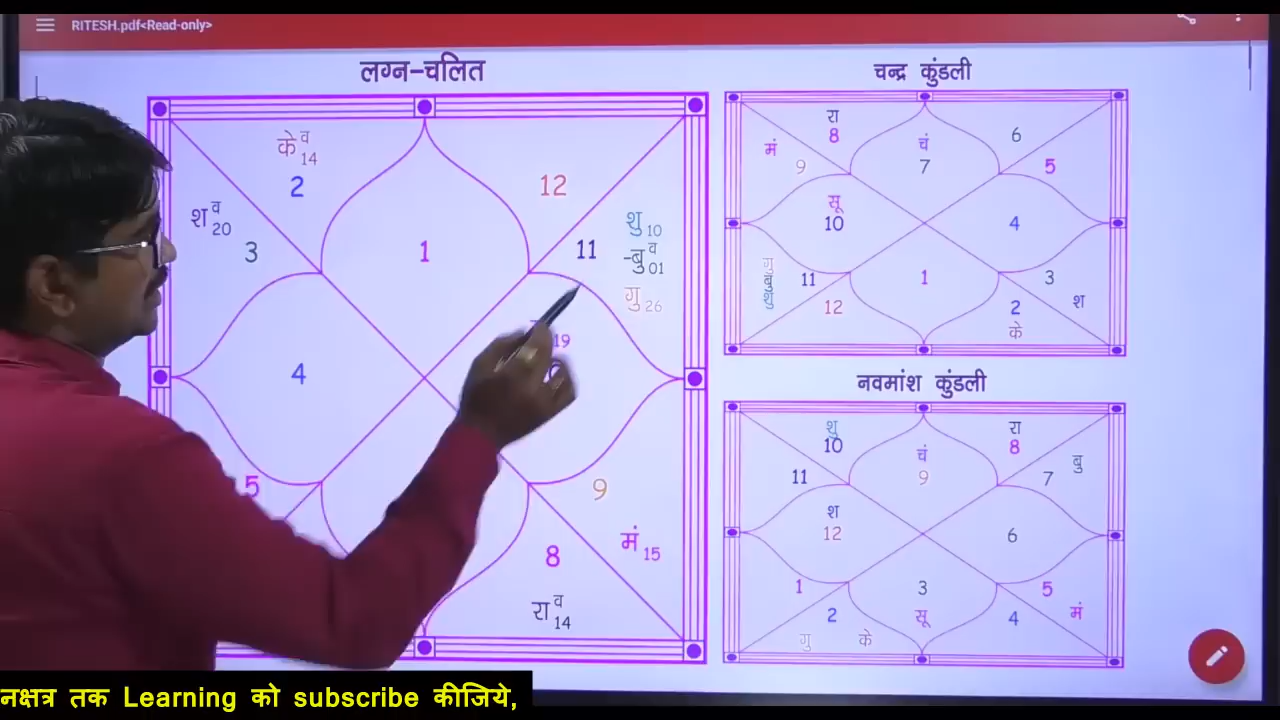 RITESH.pdf<Read-only>
लग्न-चलित
के व 14
2
12
श व 20
3
1
11
शु 10
-बु व 01
गु 26
19
4
5
9
मं 15
8
रा व 14
चन्द्र कुंडली
रा
8
चं
7
6
मं
9
5
सू
10
4
गु
बु
शु
11
1
3
श
12
2
के
नवमांश कुंडली
शु
10
चं
9
रा
8
11
7
बु
श
12
6
1
3
5
2
सू
4
मं
गु
के
नक्षत्र तक Learning को subscribe कीजिये,